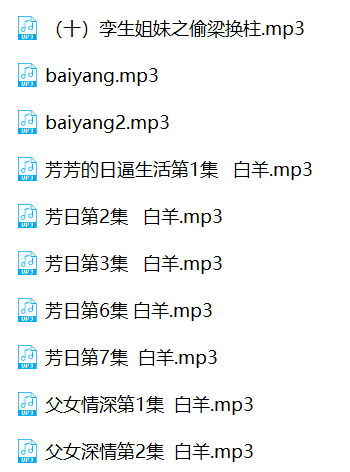 （十）孪生姐妹之偷梁换柱.mp3
baiyang.mp3
baiyang2.mp3
芳芳的日逼生活第1集 白羊.mp3
芳日第2集 白羊.mp3
芳日第3集 白羊.mp3
芳日第6集 白羊.mp3
芳日第7集 白羊.mp3
父女情深第1集 白羊.mp3
父女深情第2集 白羊.mp3